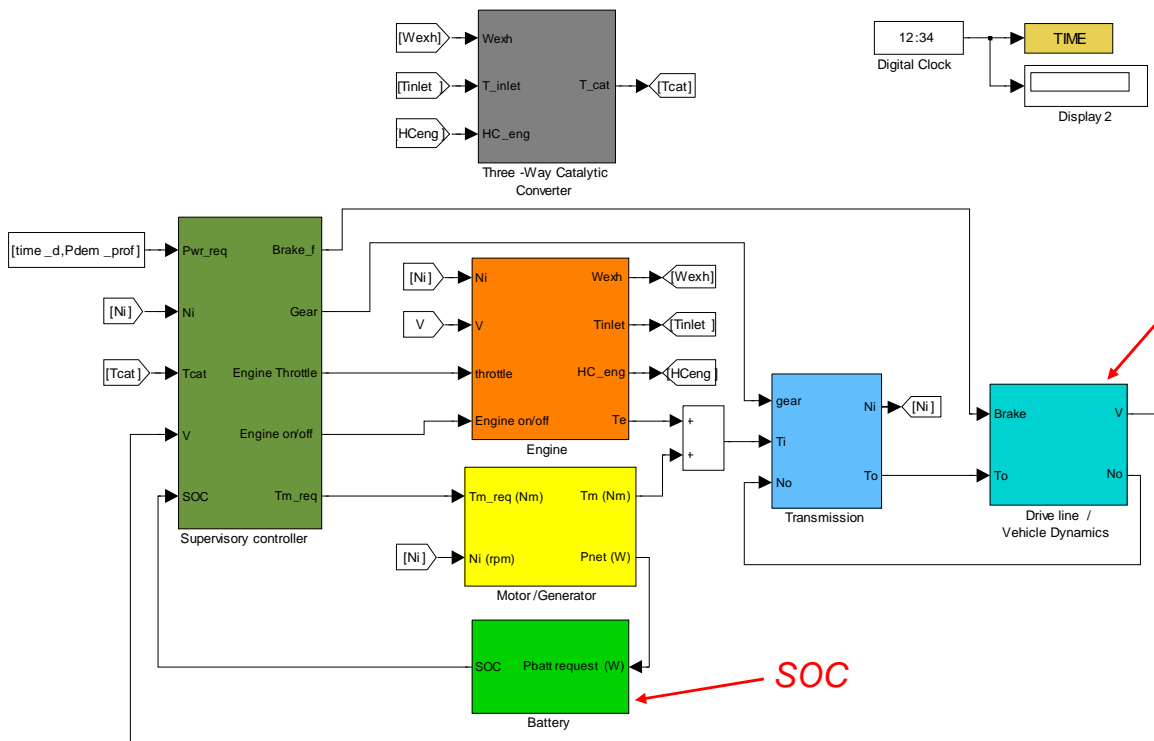 [Wexh]
Wexh
[Tinlet ]
T_inlet
T_cat
[Tcat]
[HCeng]
HC_eng
Three -Way Catalytic
Converter
12:34
Digital Clock
TIME
Display 2
[time _d,Pdem _prof]
Pwr_req
Brake_f
[Ni]
Ni
Gear
[Tcat]
Tcat
Engine Throttle
V
Engine on/off
SOC
Tm_req
Supervisory controller
[Ni]
Ni
Wexh
[Wexh]
V
V
Tinlet
[Tinlet ]
throttle
HC_eng
[HCeng ]
Engine on/off
Te
Engine
+
+
Tm_req (Nm)
Tm (Nm)
[Ni]
Ni (rpm)
Pnet (W)
Motor /Generator
SOC
Pbatt request (W)
Battery
SOC
gear
Ni
[Ni]
Ti
No
To
Transmission
Brake
V
To
No
Drive line /
Vehicle Dynamics